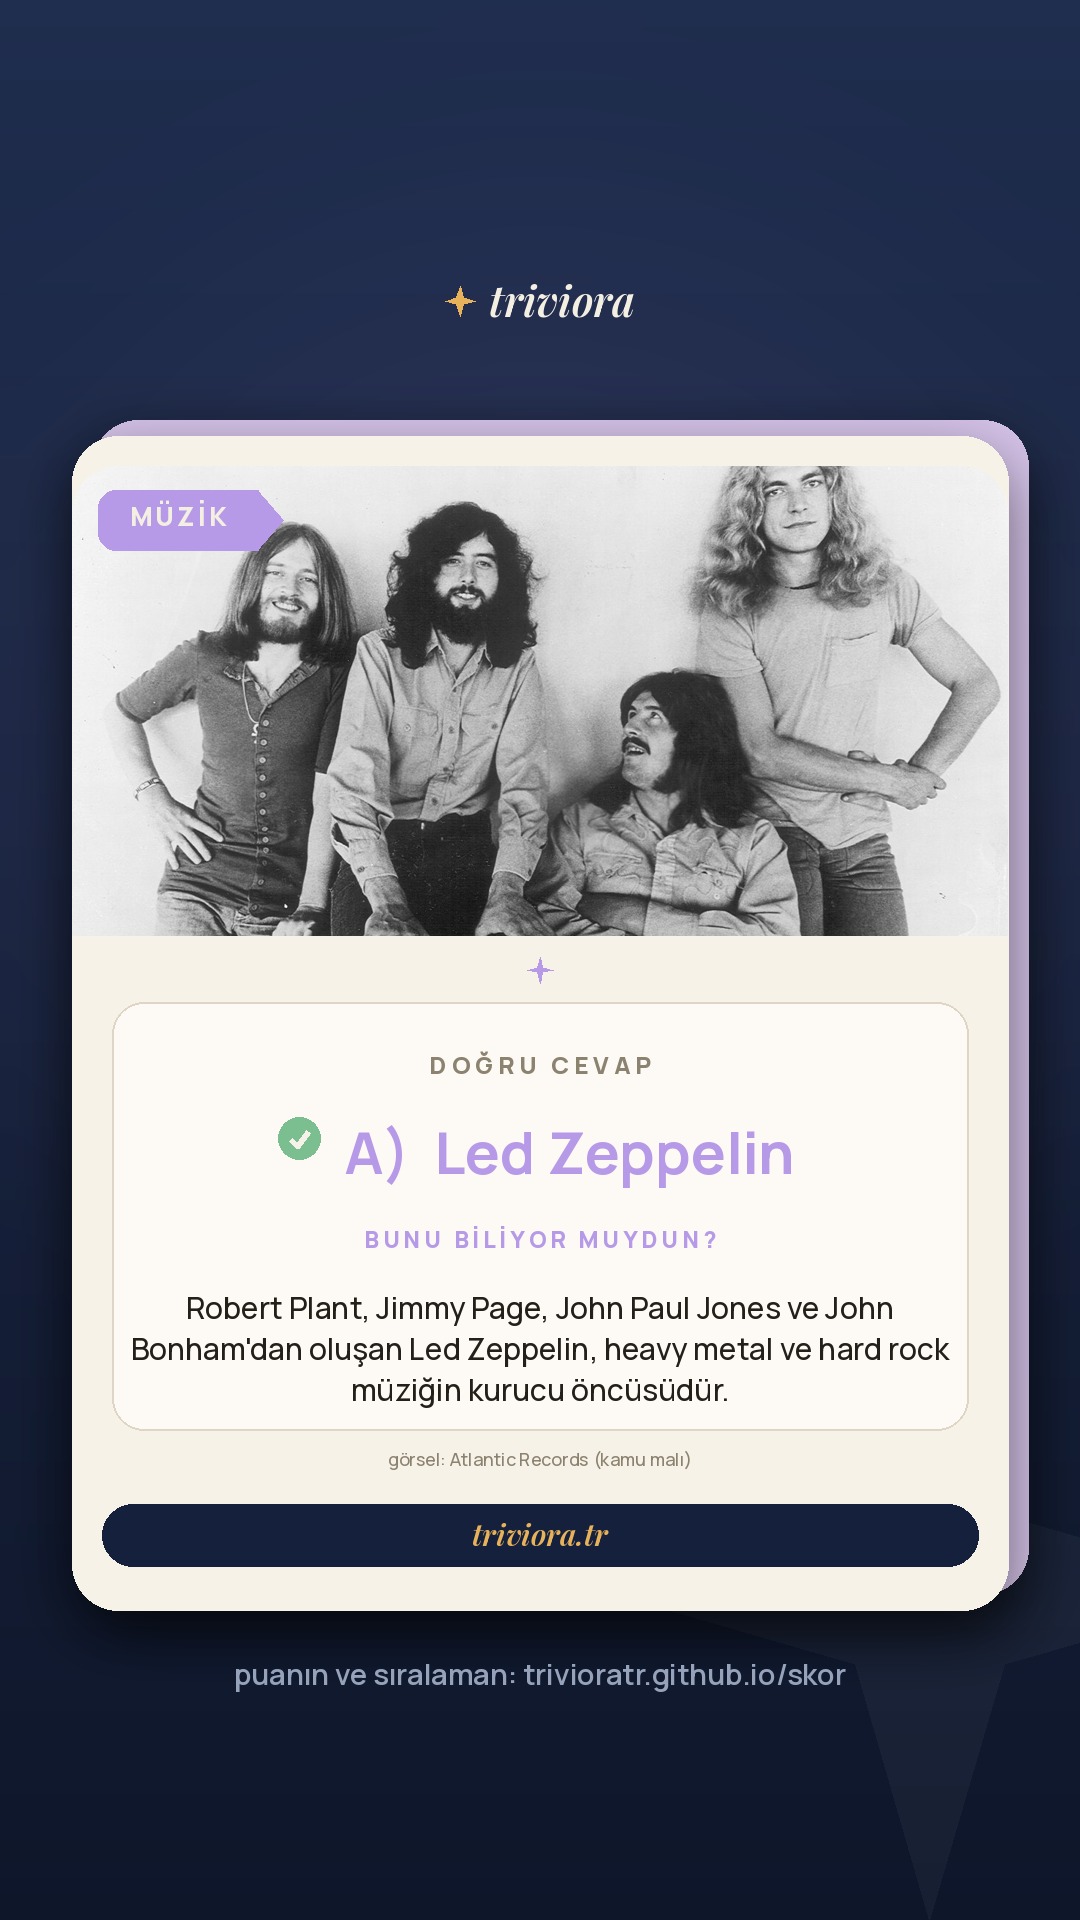 triviora
MÜZİK
DOĞRU CEVAP
A) Led Zeppelin
BUNU BİLİYOR MUYDUN?
Robert Plant, Jimmy Page, John Paul Jones ve John
Bonham'dan oluşan Led Zeppelin, heavy metal ve hard rock
müziğin kurucu öncüsüdür.
görsel: Atlantic Records (kamu malı)
triviora.tr
puanın ve sıralaman: trivioratr.github.io/skor